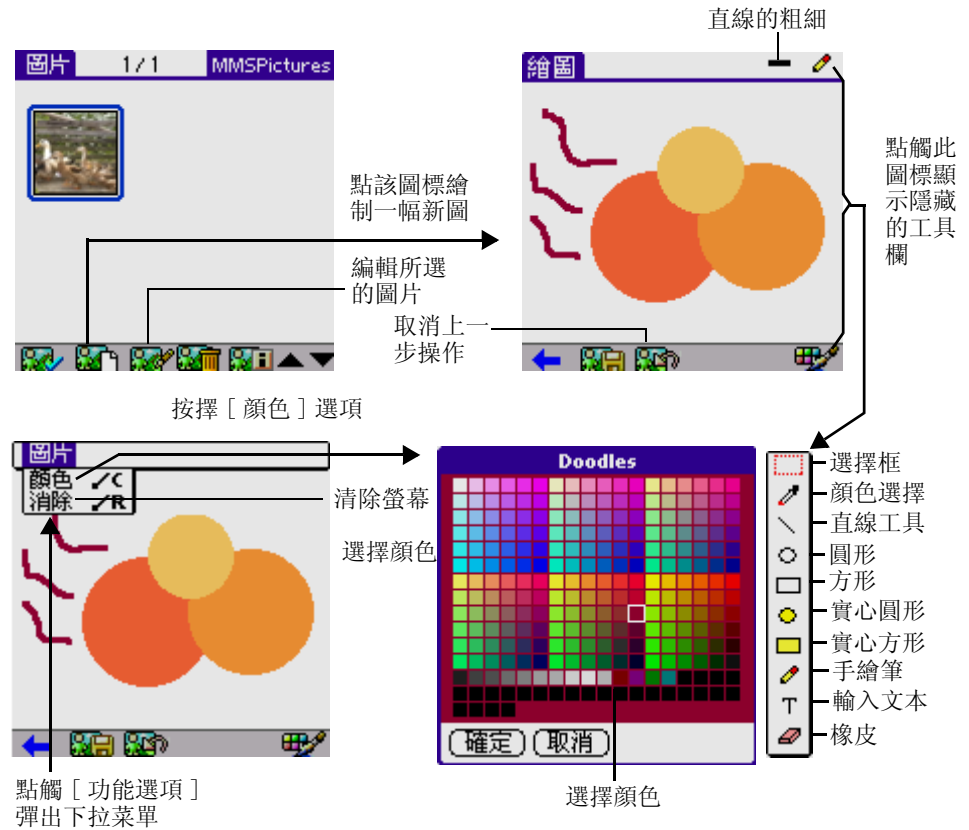 直線的粗細
圖片 1/1 MMSPictures
繪圖
點該圖標繪
制一幅新圖
編輯所選
的圖片
取消上一
步操作
點觸此
圖標顯
示隱藏
的工具
欄
按擇［顏色］選項
圖片
顏色 ⁄C
消除 ⁄R
清除螢幕
選擇顏色
Doodles
確定
取消
選擇顏色
選擇框
顏色選擇
直線工具
圓形
方形
實心圓形
實心方形
手繪筆
T
輸入文本
橡皮
點觸［功能選項］
彈出下拉菜單